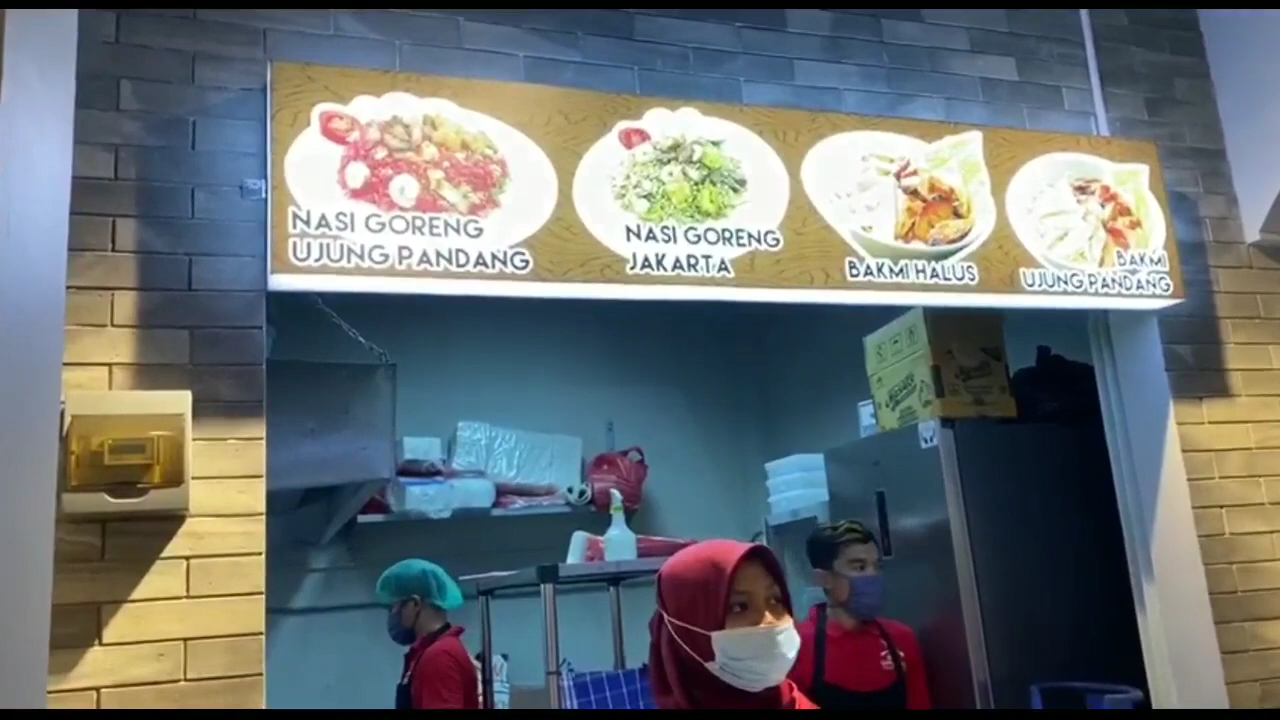 NASI GORENG
UJUNG PANDANG
NASI GORENG
JAKARTA
BAKMI HALUS
BAKMI
UJUNG PANDANG